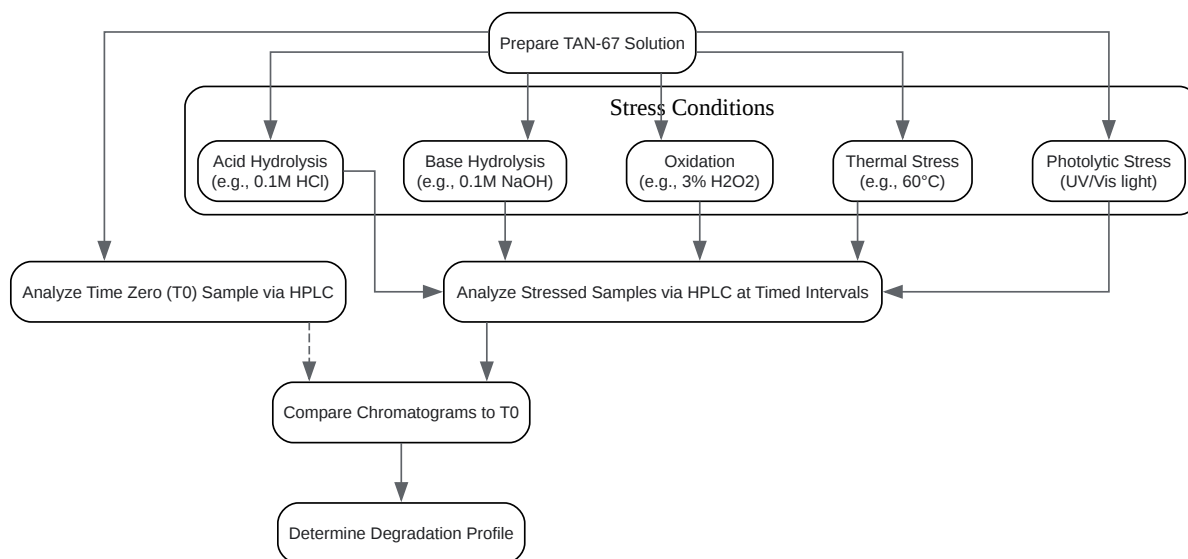 Prepare TAN-67 Solution
Stress Conditions
Acid Hydrolysis
(e.g., 0.1M HCl)
Base Hydrolysis
(e.g., 0.1M NaOH)
Oxidation
(e.g., 3% H2O2)
Thermal Stress
(e.g., 60°C)
Photolytic Stress
(UV/Vis light)
Analyze Time Zero (T0) Sample via HPLC
Analyze Stressed Samples via HPLC at Timed Intervals
Compare Chromatograms to T0
Determine Degradation Profile